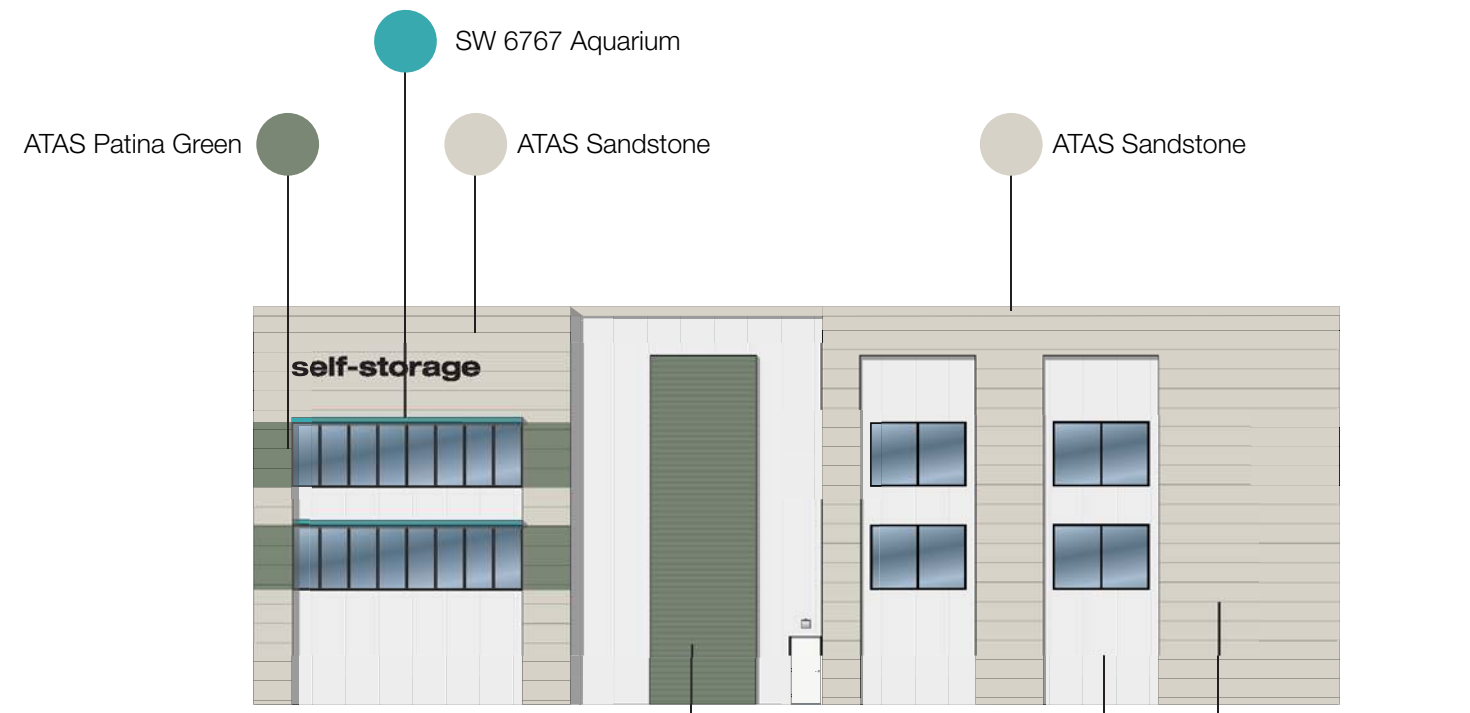 SW 6767 Aquarium
ATAS Patina Green
ATAS Sandstone
ATAS Sandstone
self-storage